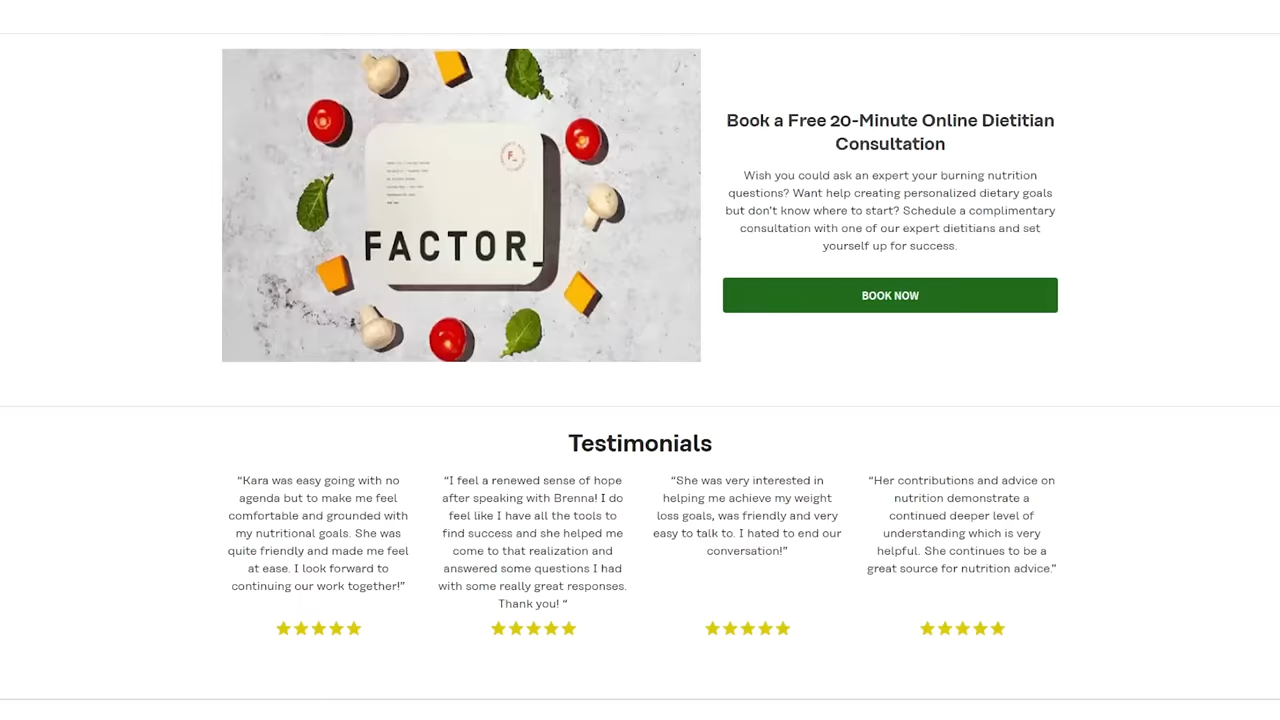 FACTOR_
F_
Book a Free 20-Minute Online Dietitian
Consultation
Wish you could ask an expert your burning nutrition
questions? Want help creating personalized dietary goals
but don't know where to start? Schedule a complimentary
consultation with one of our expert dietitians and set
yourself up for success.
BOOK NOW
Testimonials
“Kara was easy going with no
agenda but to make me feel
comfortable and grounded with
my nutritional goals. She was
quite friendly and made me feel
at ease. I look forward to
continuing our work together!”
“I feel a renewed sense of hope
after speaking with Brenna! I do
feel like I have all the tools to
find success and she helped me
come to that realization and
answered some questions I had
with some really great responses.
Thank you! “
“She was very interested in
helping me achieve my weight
loss goals, was friendly and very
easy to talk to. I hated to end our
conversation!”
“Her contributions and advice on
nutrition demonstrate a
continued deeper level of
understanding which is very
helpful. She continues to be a
great source for nutrition advice.”